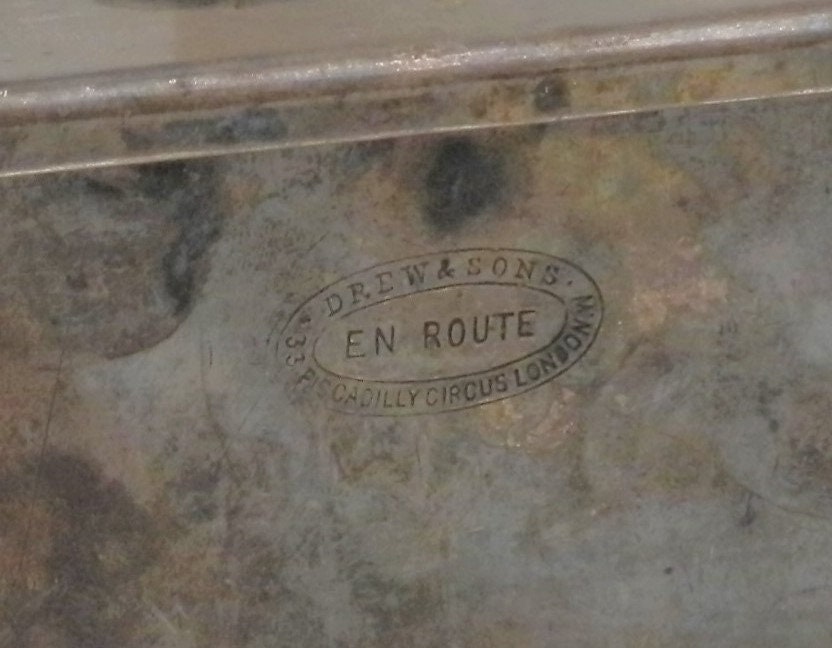 DREW & SONS.
EN ROUTE
33 PICCADILLY CIRCUS LONDON W